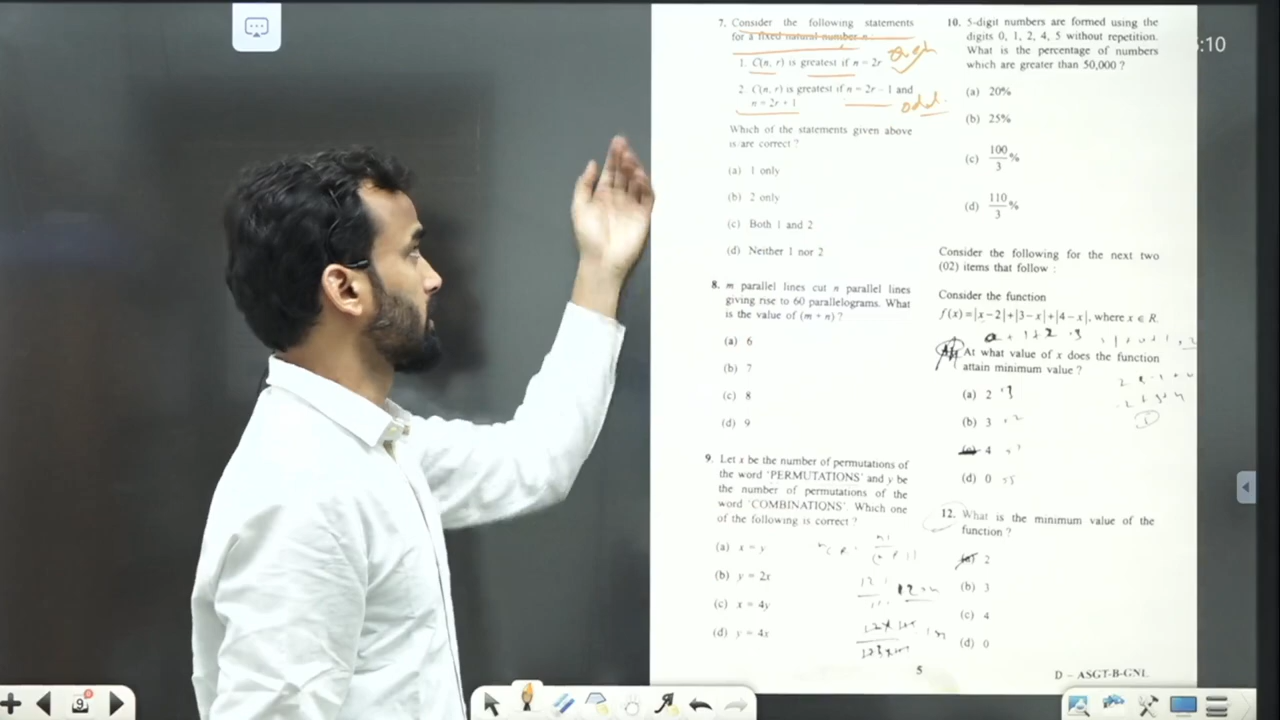 7. Consider the following statements
for a fixed natural number n :
1. C(n, r) is greatest if n = 2r
2. C(n, r) is greatest if n = 2r − 1 and
n = 2r + 1
odd
Which of the statements given above
is/are correct ?
(a) 1 only
(b) 2 only
(c) Both 1 and 2
(d) Neither 1 nor 2
8. m parallel lines cut n parallel lines
giving rise to 60 parallelograms. What
is the value of (m + n) ?
(a) 6
(b) 7
(c) 8
(d) 9
9. Let x be the number of permutations of
the word 'PERMUTATIONS' and y be
the number of permutations of the
word 'COMBINATIONS'. Which one
of the following is correct ?
(a) x = y
(b) y = 2x
(c) x = 4y
(d) y = 4x
10. 5-digit numbers are formed using the
digits 0, 1, 2, 4, 5 without repetition.
What is the percentage of numbers
which are greater than 50,000 ?
(a) 20%
(b) 25%
(c) 100/3 %
(d) 110/3 %
Consider the following for the next two
(02) items that follow :
Consider the function
f(x) = |x − 2| + |3 − x| + |4 − x|, where x ∈ R.
At what value of x does the function
attain minimum value ?
(a) 2
(b) 3
4
(d) 0
12. What is the minimum value of the
function ?
(a) 2
(b) 3
(c) 4
(d) 0
5
D – ASGT-B-GNL
:10
9